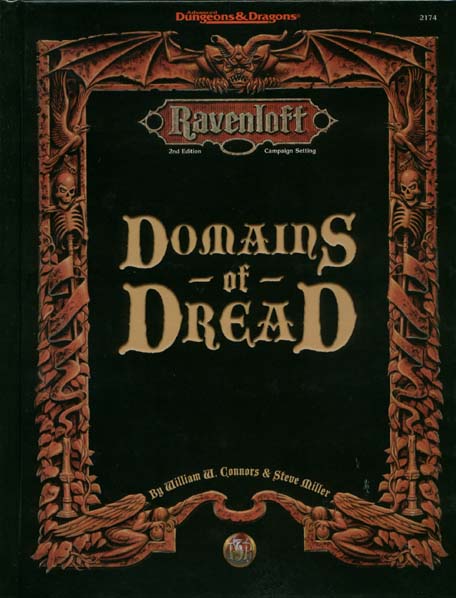 Advanced
Dungeons & Dragons®
2174
Ravenloft
2nd Edition
Campaign Setting
Domains
– of –
Dread
By William W. Connors & Steve Miller